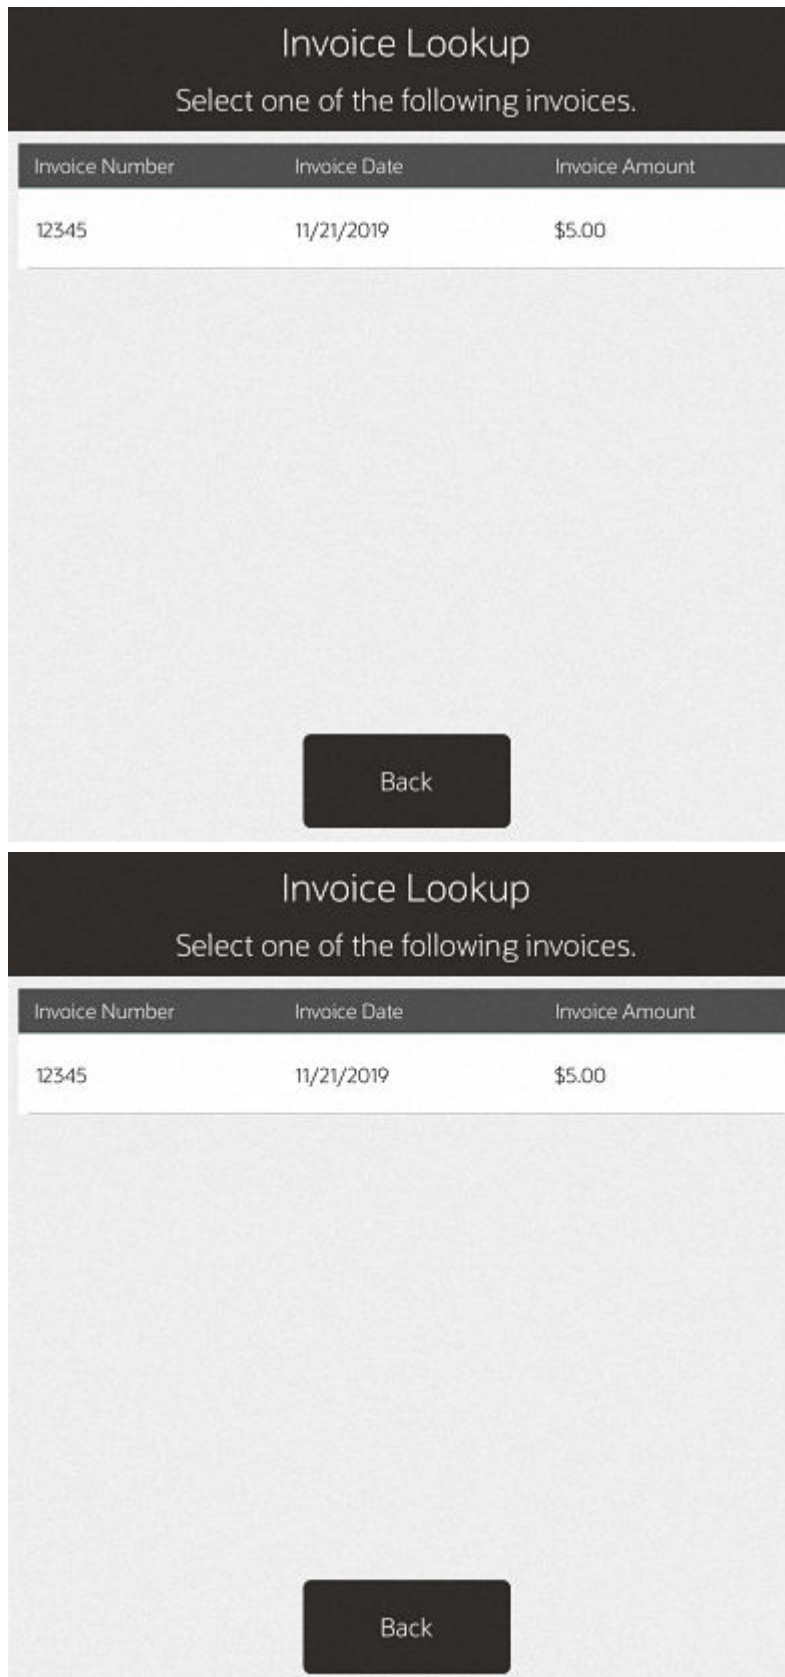 Invoice Lookup
Select one of the following invoices.
Invoice Number Invoice Date Invoice Amount
12345 11/21/2019 $5.00
Back
Invoice Lookup
Select one of the following invoices.
Invoice Number Invoice Date Invoice Amount
12345 11/21/2019 $5.00
Back